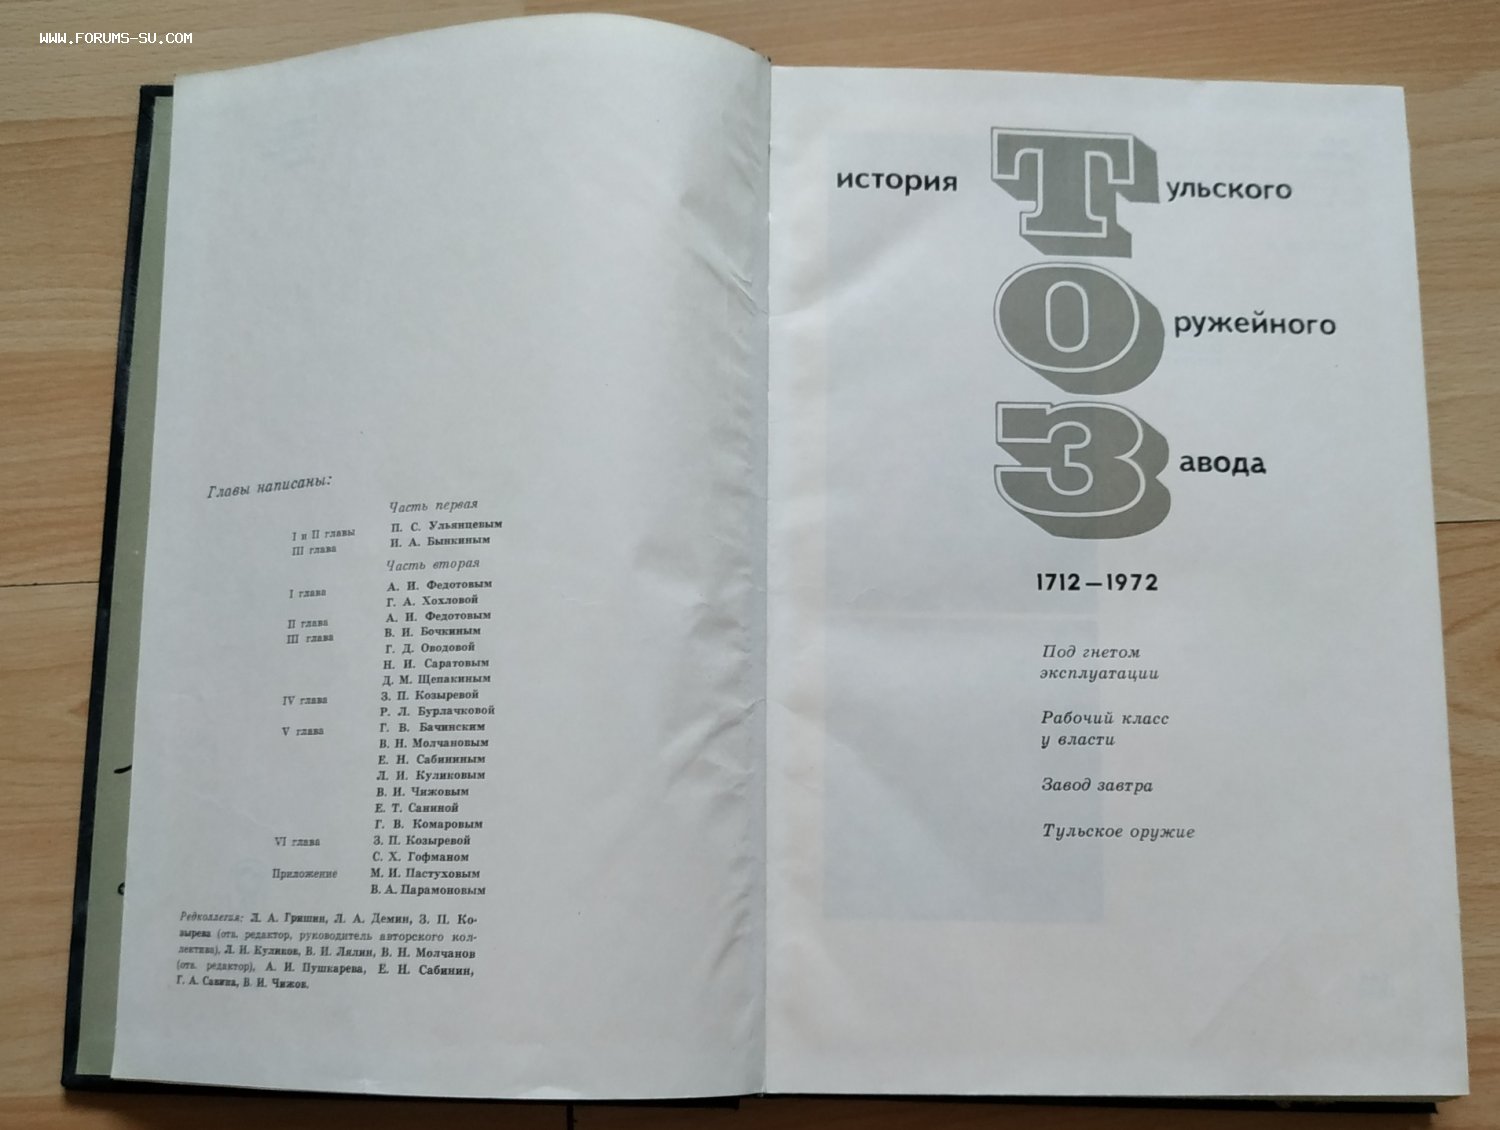 WWW.FORUMS-SU.COM
Главы написаны:
Часть первая
I и II главы П. С. Ульянцевым
III глава И. А. Бынкиным
Часть вторая
I глава А. И. Федотовым
Г. А. Хохловой
II глава А. И. Федотовым
III глава В. И. Бочкиным
Г. Д. Оводовой
Н. И. Саратовым
Д. М. Щепакиным
IV глава З. П. Козыревой
Р. Л. Бурлачковой
V глава Г. В. Бачинским
В. Н. Молчановым
Е. Н. Сабининым
Л. И. Куликовым
В. И. Чижовым
Е. Т. Саниной
Г. В. Комаровым
VI глава З. П. Козыревой
С. Х. Гофманом
Приложение М. И. Пастуховым
В. А. Парамоновым
Редколлегия: Л. А. Гришин, Л. А. Демин, З. П. Ко-
зырева (отв. редактор, руководитель авторского кол-
лектива), Л. И. Куликов, В. И. Лялин, В. Н. Молчанов
(отв. редактор), А. И. Пушкарева, Е. Н. Сабинин,
Г. А. Савина, В. И. Чижов.
история Тульского
Оружейного
Завода
1712—1972
Под гнетом
эксплуатации
Рабочий класс
у власти
Завод завтра
Тульское оружие